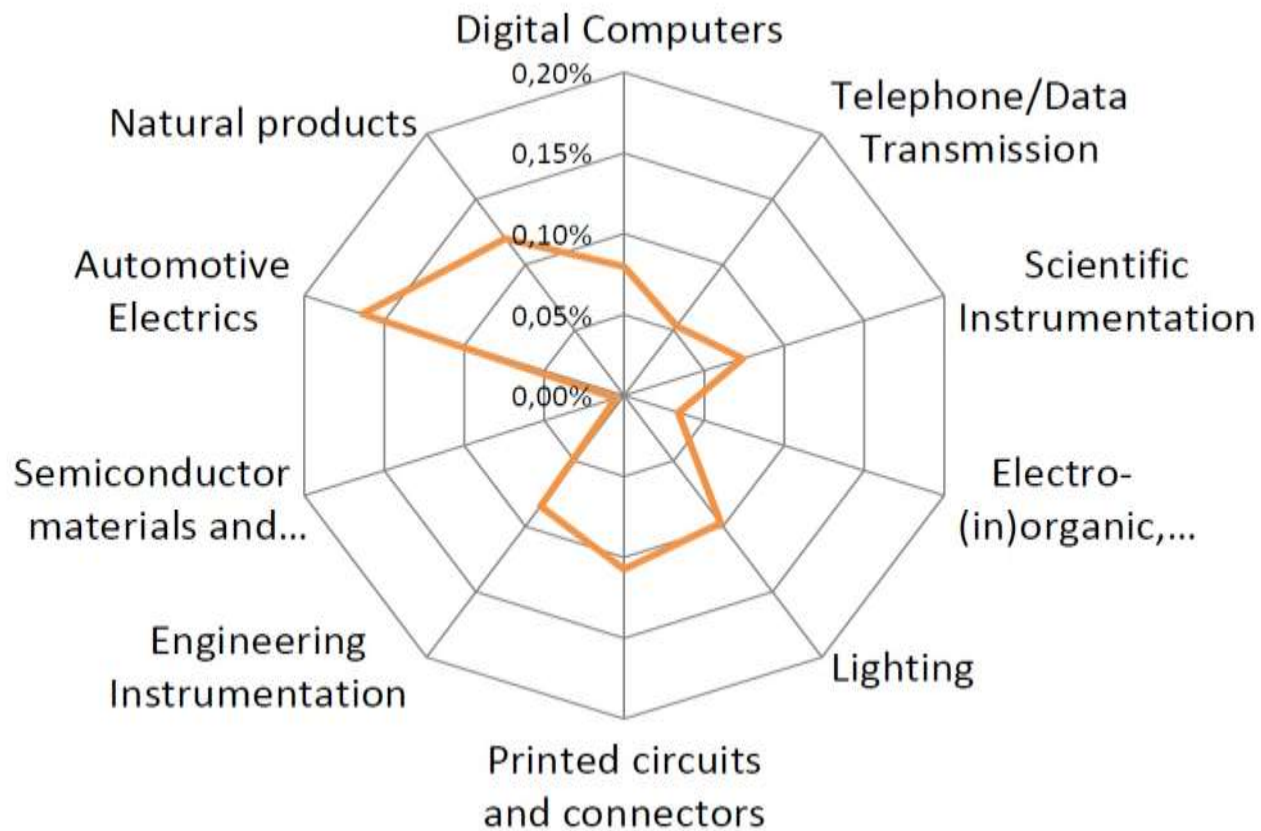 Digital Computers
0,20%
0,15%
0,10%
0,05%
0,00%
Telephone/Data
Transmission
Scientific
Instrumentation
Electro-
(in)organic,...
Lighting
Printed circuits
and connectors
Engineering
Instrumentation
Semiconductor
materials and...
Automotive
Electrics
Natural products